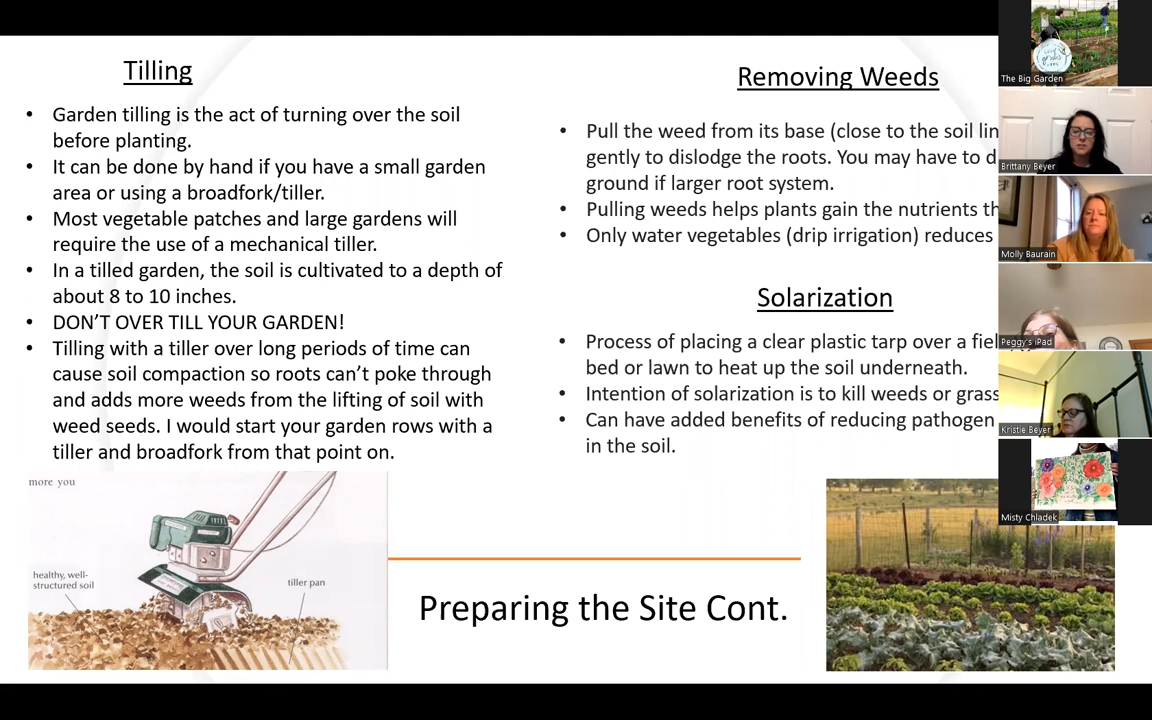 Tilling
• Garden tilling is the act of turning over the soil
before planting.
• It can be done by hand if you have a small garden
area or using a broadfork/tiller.
• Most vegetable patches and large gardens will
require the use of a mechanical tiller.
• In a tilled garden, the soil is cultivated to a depth of
about 8 to 10 inches.
• DON'T OVER TILL YOUR GARDEN!
• Tilling with a tiller over long periods of time can
cause soil compaction so roots can't poke through
and adds more weeds from the lifting of soil with
weed seeds. I would start your garden rows with a
tiller and broadfork from that point on.
more you
healthy, well-
structured soil
tiller pan
Removing Weeds
• Pull the weed from its base (close to the soil lin
gently to dislodge the roots. You may have to d
ground if larger root system.
• Pulling weeds helps plants gain the nutrients th
• Only water vegetables (drip irrigation) reduces
Solarization
• Process of placing a clear plastic tarp over a fiel
bed or lawn to heat up the soil underneath.
• Intention of solarization is to kill weeds or grass
• Can have added benefits of reducing pathogen
in the soil.
Preparing the Site Cont.
The Big Garden
Brittany Beyer
Molly Baurain
Peggy's iPad
Kristie Beyer
Misty Chladek